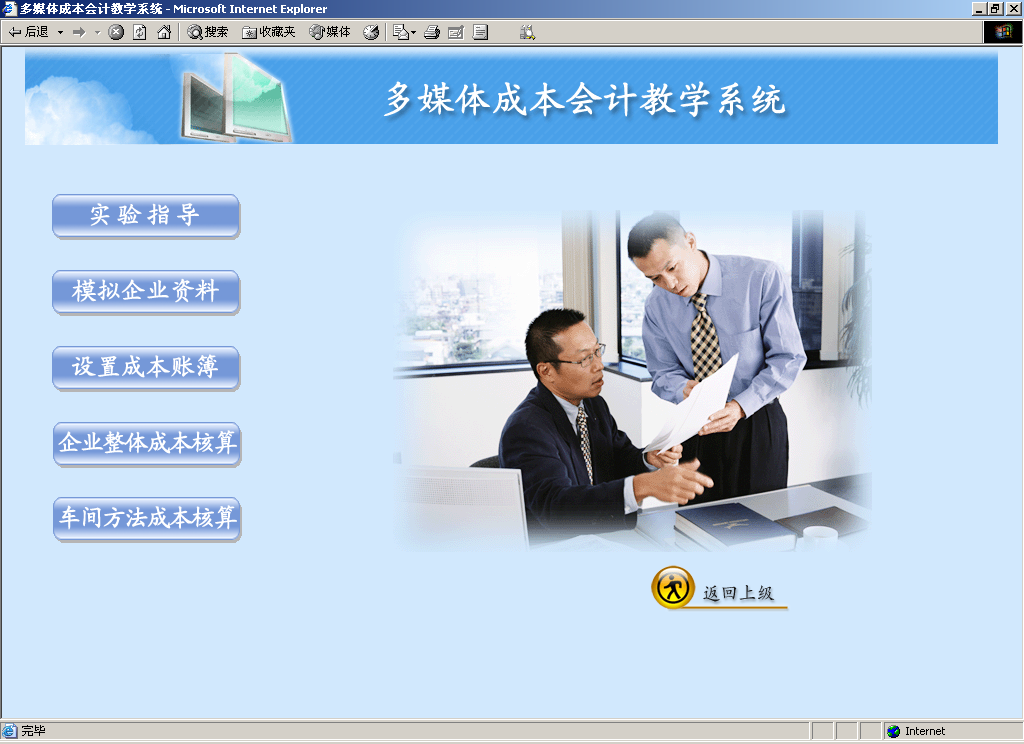 多媒体成本会计教学系统 - Microsoft Internet Explorer
后退 搜索 收藏夹 媒体
多媒体成本会计教学系统
实验指导
模拟企业资料
设置成本账簿
企业整体成本核算
车间方法成本核算
返回上级
完毕 Internet